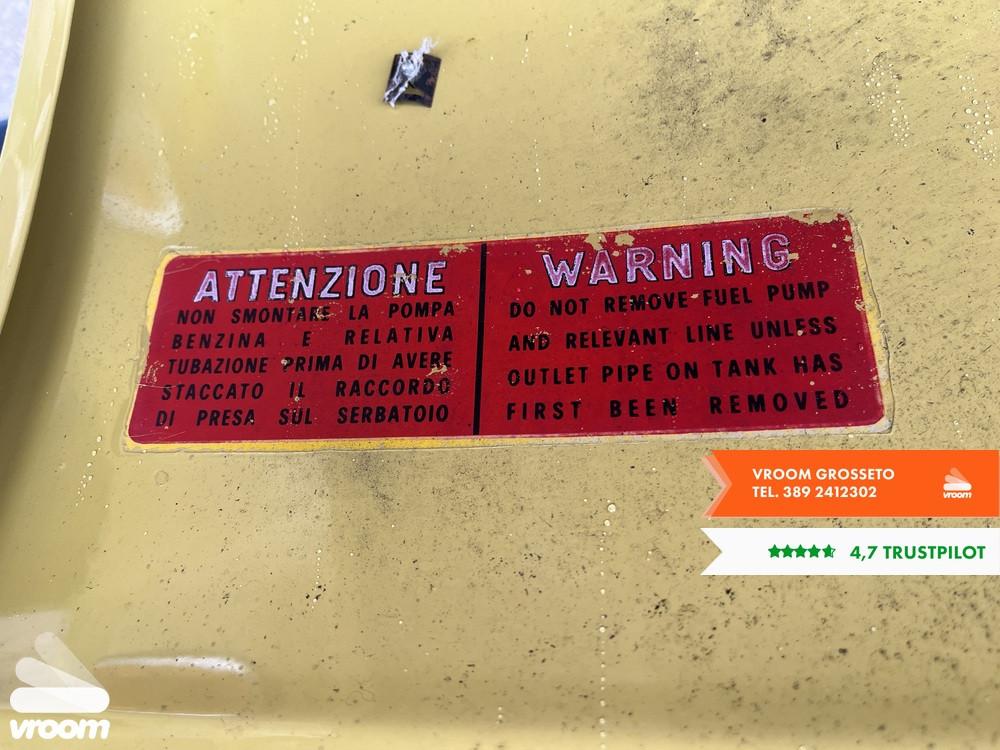 ATTENZIONE
NON SMONTARE LA POMPA
BENZINA E RELATIVA
TUBAZIONE PRIMA DI AVERE
STACCATO IL RACCORDO
DI PRESA SUL SERBATOIO
WARNING
DO NOT REMOVE FUEL PUMP
AND RELEVANT LINE UNLESS
OUTLET PIPE ON TANK HAS
FIRST BEEN REMOVED
VROOM GROSSETO
TEL. 389 2412302
vroom
4,7 TRUSTPILOT
vroom